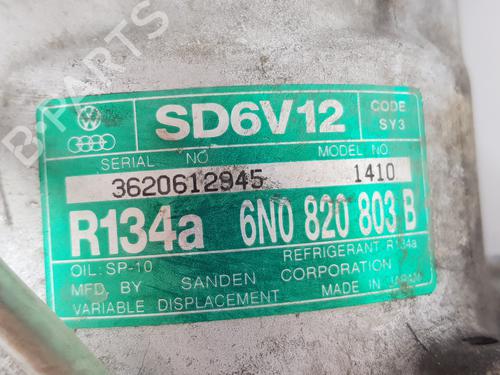 SD6V12
CODE
SY3
SERIAL NO
MODEL NO
3620612945
1410
R134a
6N0 820 803 B
OIL: SP-10
REFRIGERANT R134a
MFD. BY SANDEN CORPORATION
VARIABLE DISPLACEMENT
MADE IN JAPAN
B-PARTS